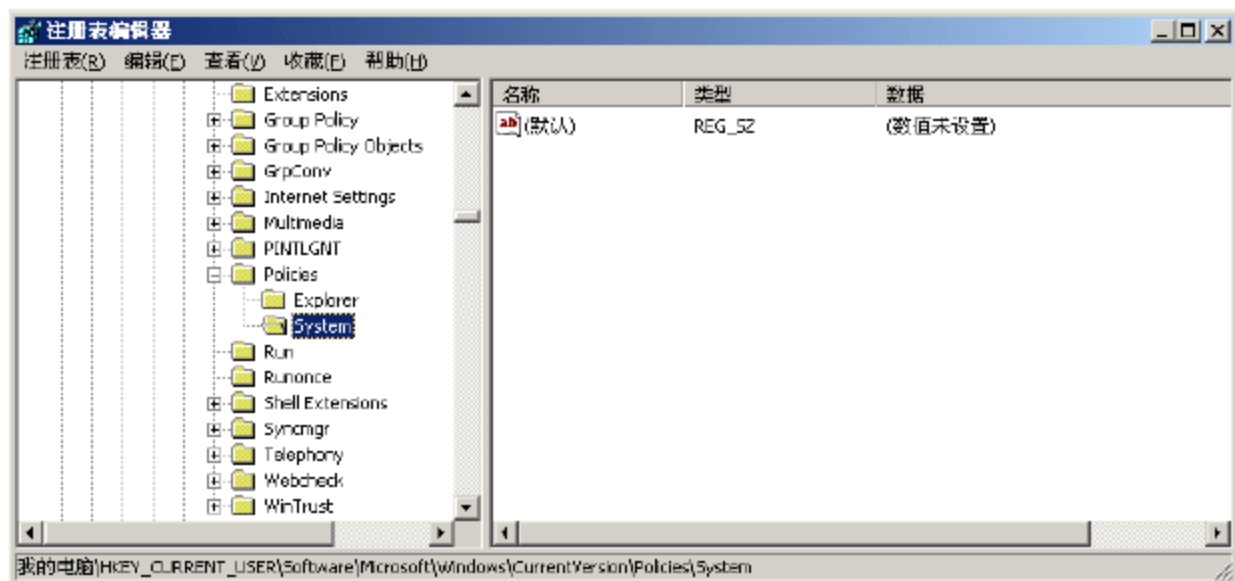 注册表编辑器
注册表(R) 编辑(E) 查看(V) 收藏(F) 帮助(H)
Extensions
Group Policy
Group Policy Objects
GrpConv
Internet Settings
Multimedia
PINTLGNT
Policies
Explorer
System
Run
Runonce
Shell Extensions
Syncmgr
Telephony
Webcheck
WinTrust
名称 类型 数据
ab (默认) REG_SZ (数值未设置)
我的电脑\HKEY_CURRENT_USER\Software\Microsoft\Windows\CurrentVersion\Policies\System